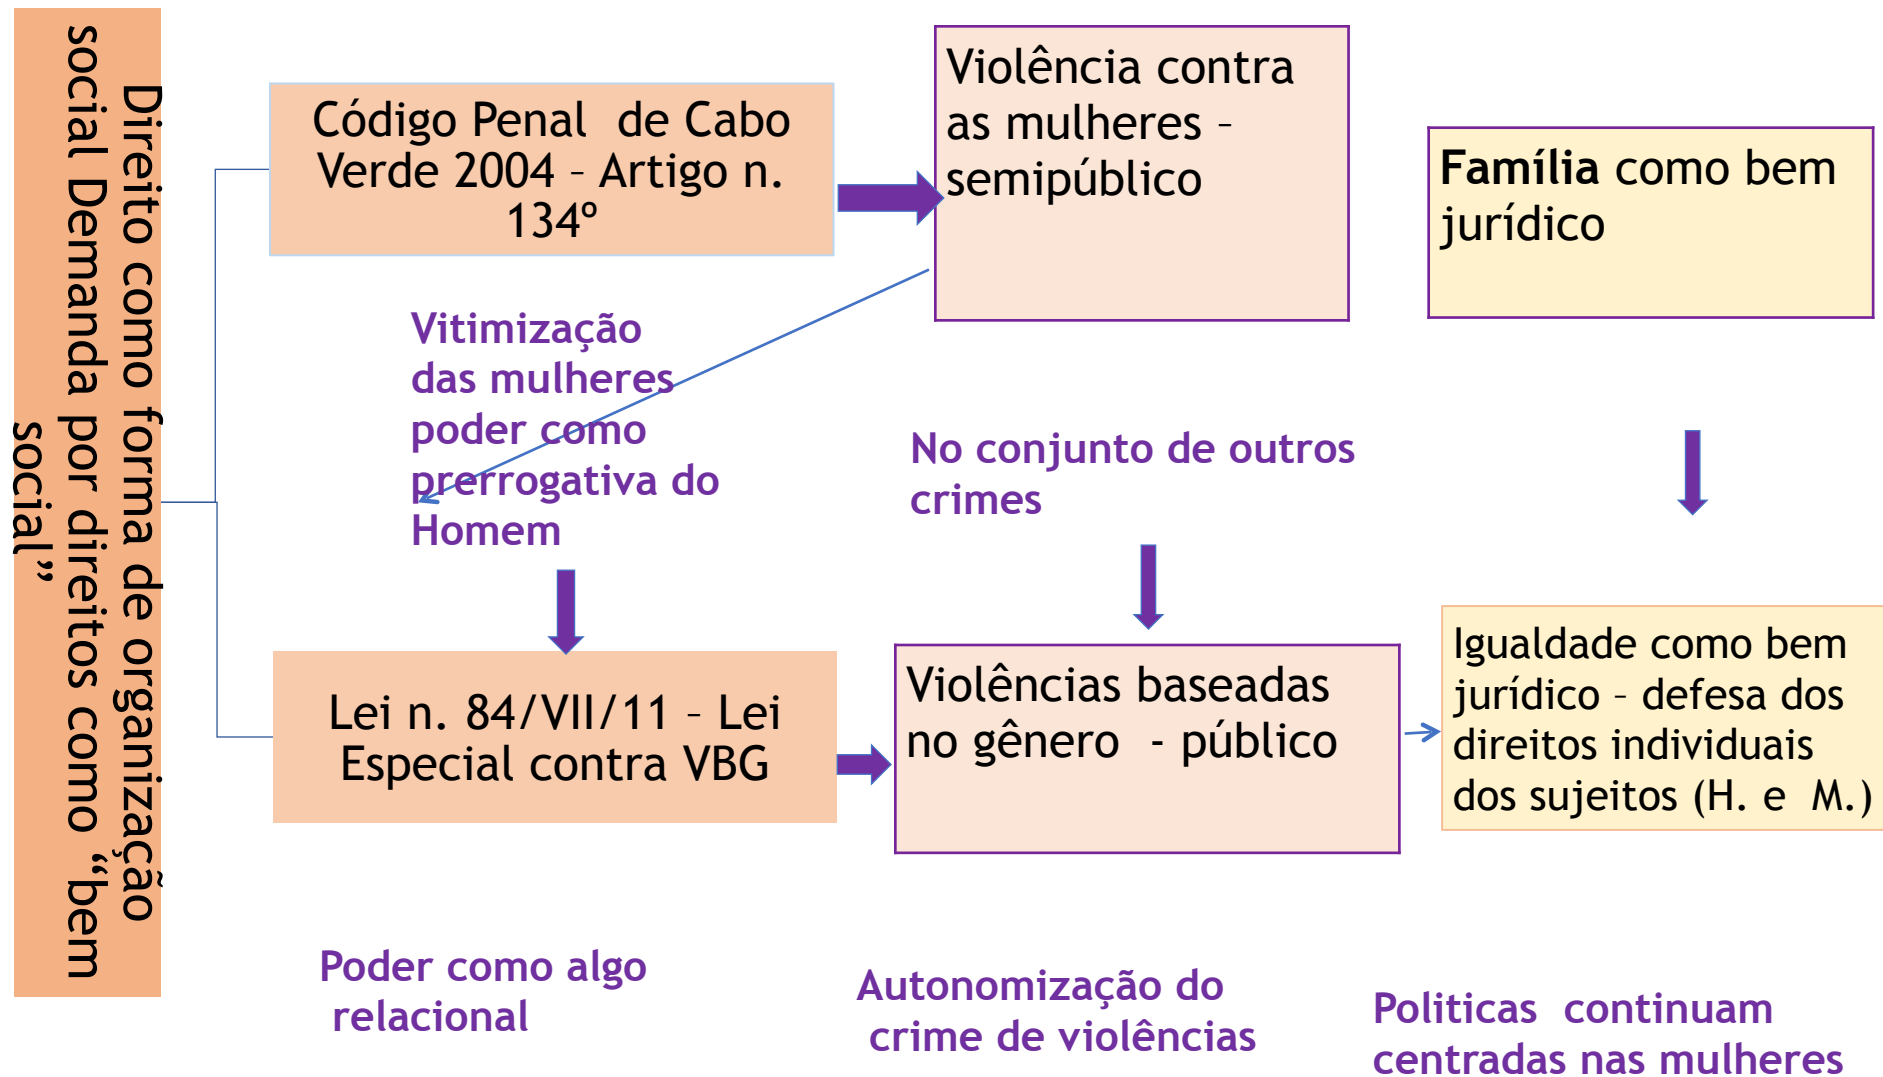 Direito como forma de organização
social Demanda por direitos como “bem
social”
Código Penal de Cabo
Verde 2004 – Artigo n.
134º
Violência contra
as mulheres –
semipúblico
Família como bem
jurídico
Vitimização
das mulheres
poder como
prerrogativa do
Homem
No conjunto de outros
crimes
Lei n. 84/VII/11 – Lei
Especial contra VBG
Violências baseadas
no gênero - público
Igualdade como bem
jurídico – defesa dos
direitos individuais
dos sujeitos (H. e M.)
Poder como algo
relacional
Autonomização do
crime de violências
Politicas continuam
centradas nas mulheres